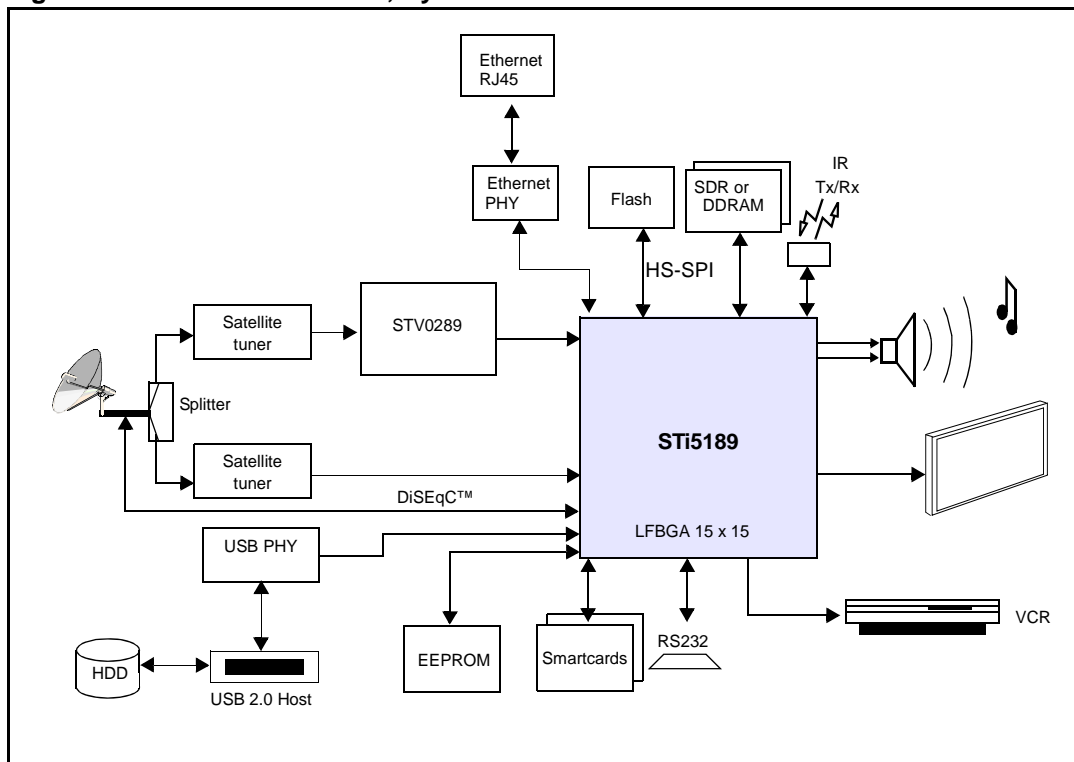 Ethernet
RJ45
Ethernet
PHY
Flash
SDR or
DDRAM
IR
Tx/Rx
HS-SPI
Satellite
tuner
STV0289
Splitter
STi5189
Satellite
tuner
DiSEqC™
LFBGA 15 x 15
USB PHY
EEPROM
Smartcards
RS232
VCR
HDD
USB 2.0 Host